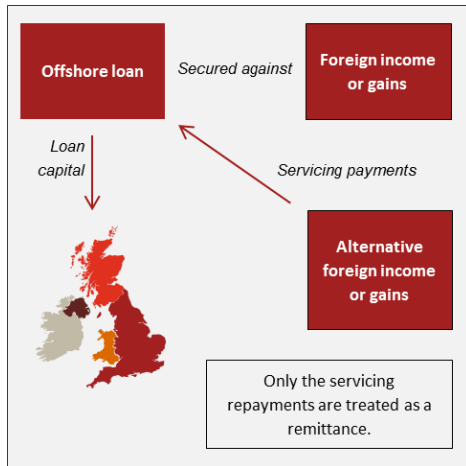 Offshore loan
Secured against
Foreign income
or gains
Loan
capital
Servicing payments
Alternative
foreign income
or gains
Only the servicing
repayments are treated as a
remittance.